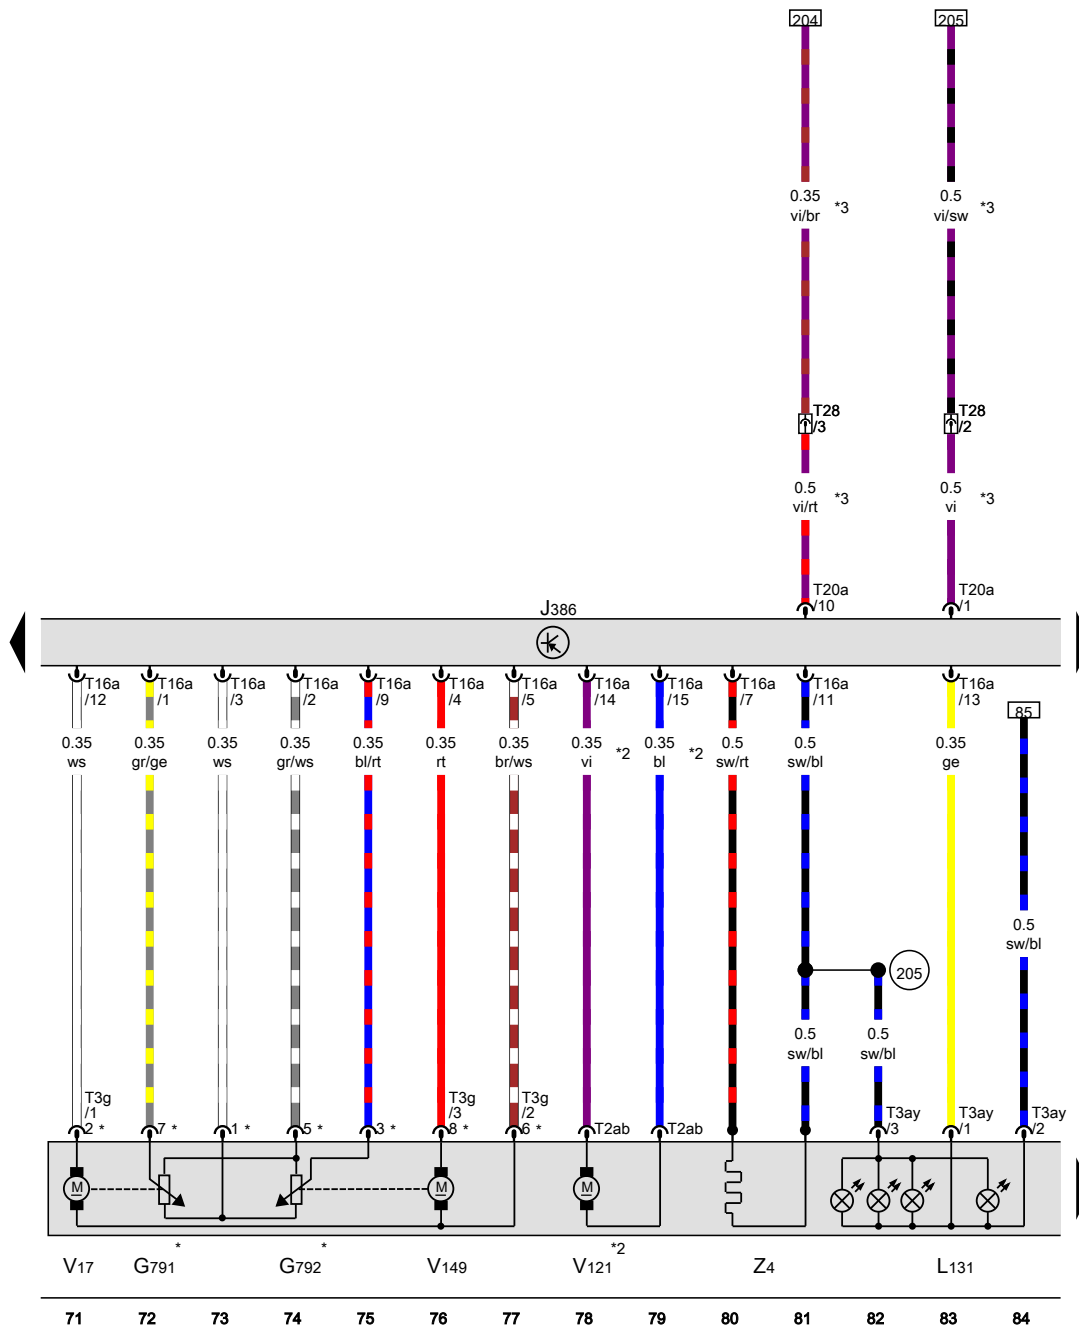 204 205
0.35 0.5
vi/br *3 vi/sw *3
T28 T28
/3 /2
0.5 0.5
vi/rt *3 vi *3
T20a T20a
/10 /1
J386
T16a T16a T16a T16a T16a T16a T16a T16a T16a T16a T16a T16a
/12 /1 /3 /2 /9 /4 /5 /14 /15 /7 /11 /13
85
0.35 0.35 0.35 0.35 0.35 0.35 0.35 0.35 0.35 0.5 0.5 0.35
ws gr/ge ws gr/ws bl/rt rt br/ws vi *2 bl *2 sw/rt sw/bl ge
0.5
sw/bl
205
0.5 0.5
sw/bl sw/bl
T3g T3g T3g
/1 /3 /2
T3ay T3ay T3ay
/3 /1 /2
2 * 7 * 1 * 5 * 3 * 8 * 6 * T2ab T2ab
M M M
V17 G791 * G792 * V149 V121 *2 Z4 L131
71 72 73 74 75 76 77 78 79 80 81 82 83 84